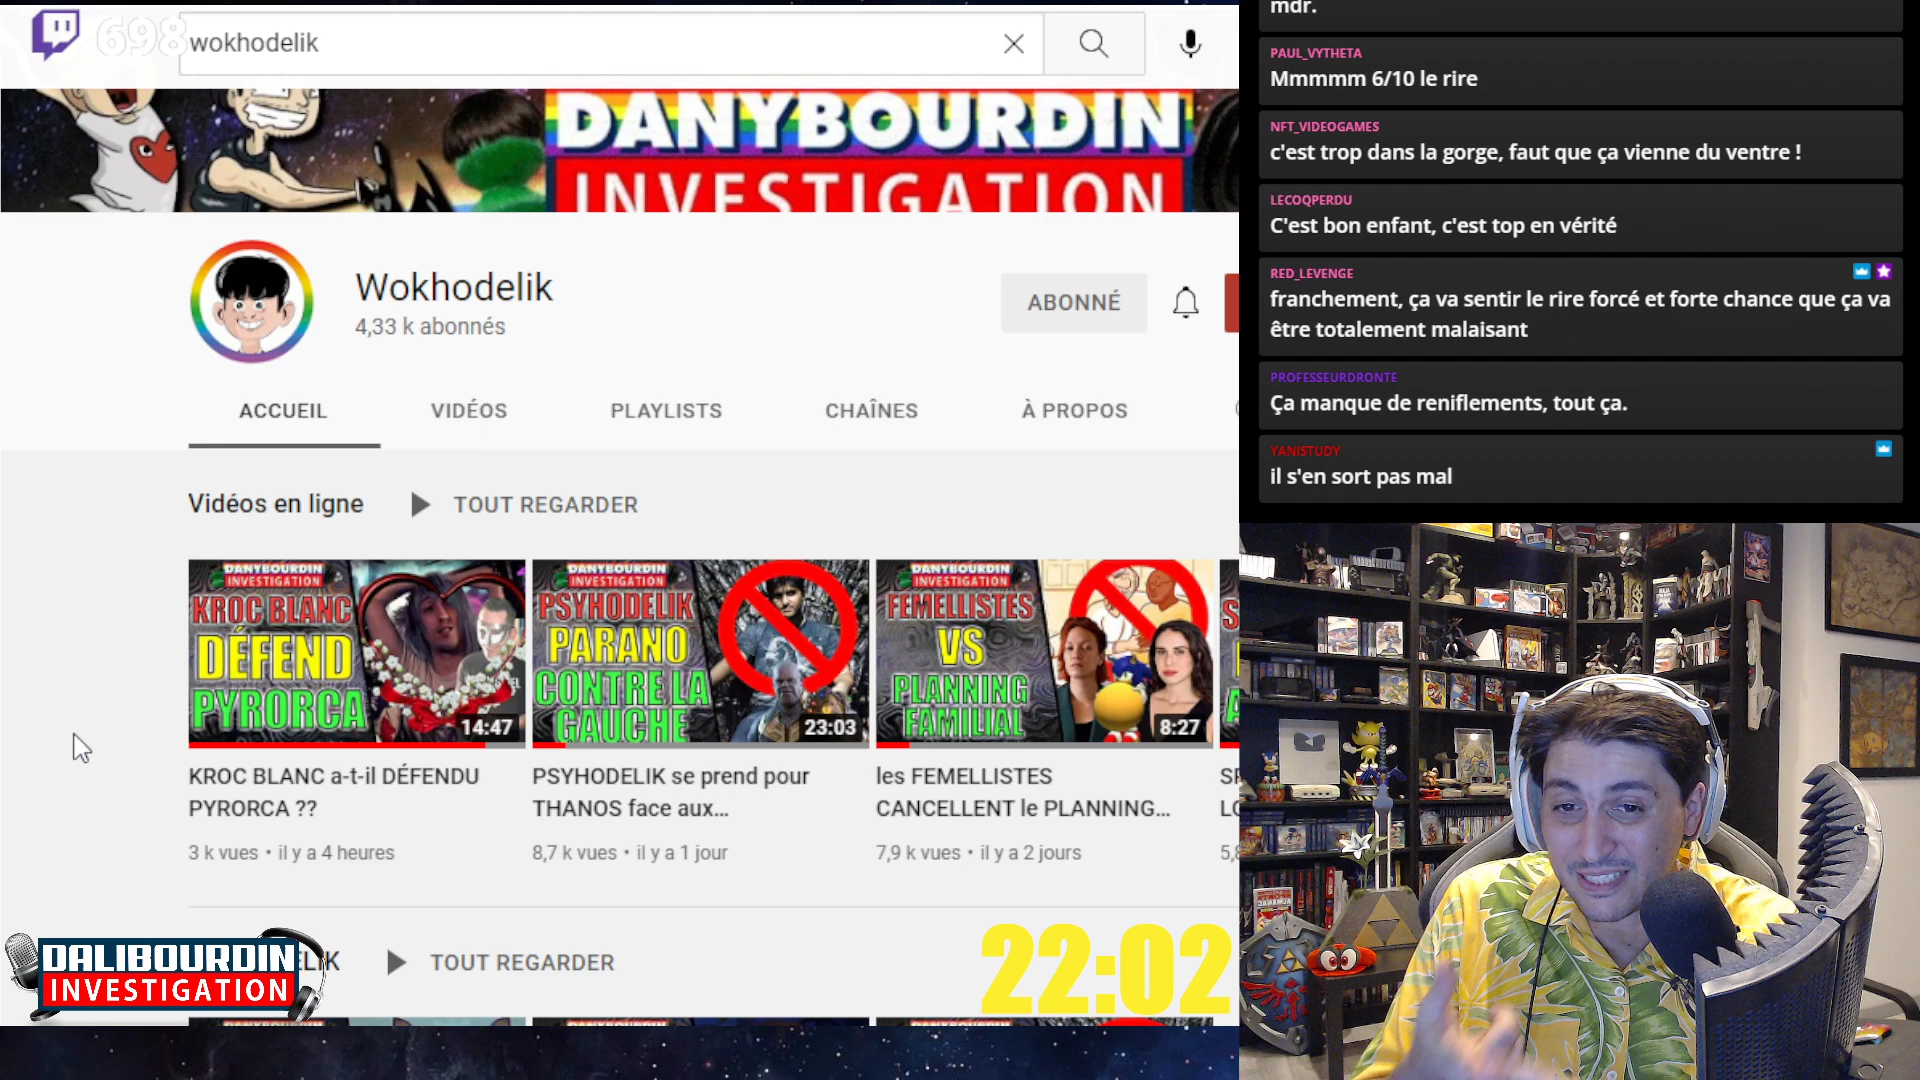 698
wokhodelik
DANYBOURDIN
INVESTIGATION
Wokhodelik
4,33 k abonnés
ABONNÉ
ACCUEIL
VIDÉOS
PLAYLISTS
CHAÎNES
À PROPOS
Vidéos en ligne
TOUT REGARDER
DANYBOURDIN
INVESTIGATION
KROC BLANC
DÉFEND
PYRORCA
14:47
KROC BLANC a-t-il DÉFENDU
PYRORCA ??
3 k vues • il y a 4 heures
DANYBOURDIN
INVESTIGATION
PSYHODELIK
PARANO
CONTRE LA
GAUCHE
23:03
PSYHODELIK se prend pour
THANOS face aux...
8,7 k vues • il y a 1 jour
DANYBOURDIN
INVESTIGATION
FEMELLISTES
VS
PLANNING
FAMILIAL
8:27
les FEMELLISTES
CANCELLENT le PLANNING...
7,9 k vues • il y a 2 jours
5,8
DALIBOURDIN
INVESTIGATION
ELIK
TOUT REGARDER
22:02
mdr.
PAUL_VYTHETA
Mmmmm 6/10 le rire
NFT_VIDEOGAMES
c'est trop dans la gorge, faut que ça vienne du ventre !
LECOQPERDU
C'est bon enfant, c'est top en vérité
RED_LEVENGE
franchement, ça va sentir le rire forcé et forte chance que ça va
être totalement malaisant
PROFESSEURDRONTE
Ça manque de reniflements, tout ça.
YANISTUDY
il s'en sort pas mal